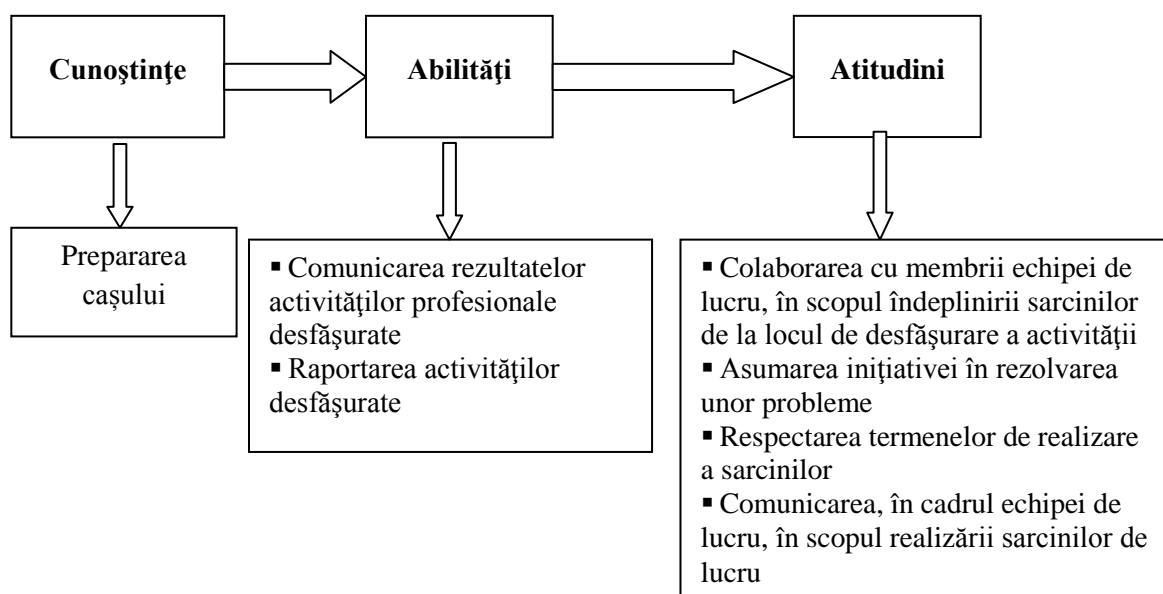 Cunoştinţe
Abilităţi
Atitudini
Prepararea
cașului
▪ Comunicarea rezultatelor
activităţilor profesionale
desfăşurate
▪ Raportarea activităţilor
desfăşurate
▪ Colaborarea cu membrii echipei de
lucru, în scopul îndeplinirii sarcinilor
de la locul de desfăşurare a activităţii
▪ Asumarea iniţiativei în rezolvarea
unor probleme
▪ Respectarea termenelor de realizare
a sarcinilor
▪ Comunicarea, în cadrul echipei de
lucru, în scopul realizării sarcinilor de
lucru